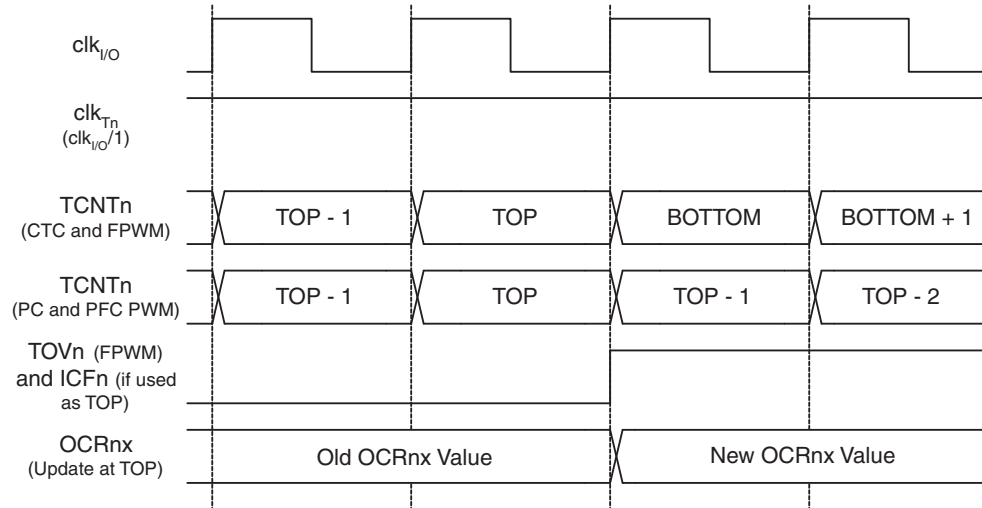 clkI/O
clkTn
(clkI/O/1)
TCNTn
(CTC and FPWM)
TOP - 1
TOP
BOTTOM
BOTTOM + 1
TCNTn
(PC and PFC PWM)
TOP - 1
TOP
TOP - 1
TOP - 2
TOVn (FPWM)
and ICFn (if used
as TOP)
OCRnx
(Update at TOP)
Old OCRnx Value
New OCRnx Value